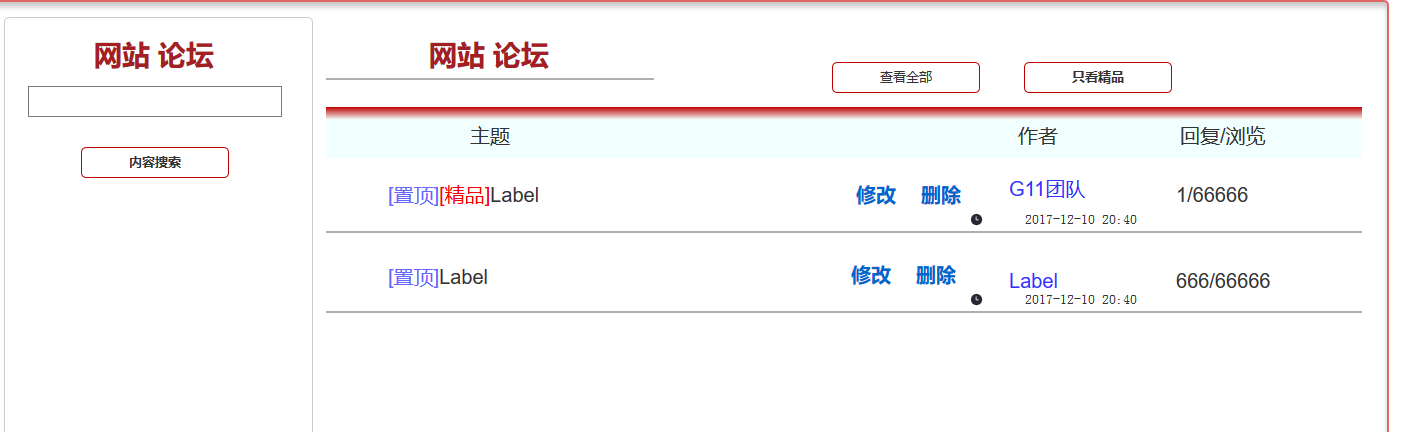 网站 论坛
内容搜索
网站 论坛
查看全部 只看精品
主题 作者 回复/浏览
[置顶][精品]Label 修改 删除 G11团队 1/66666
2017-12-10 20:40
[置顶]Label 修改 删除 Label 666/66666
2017-12-10 20:40